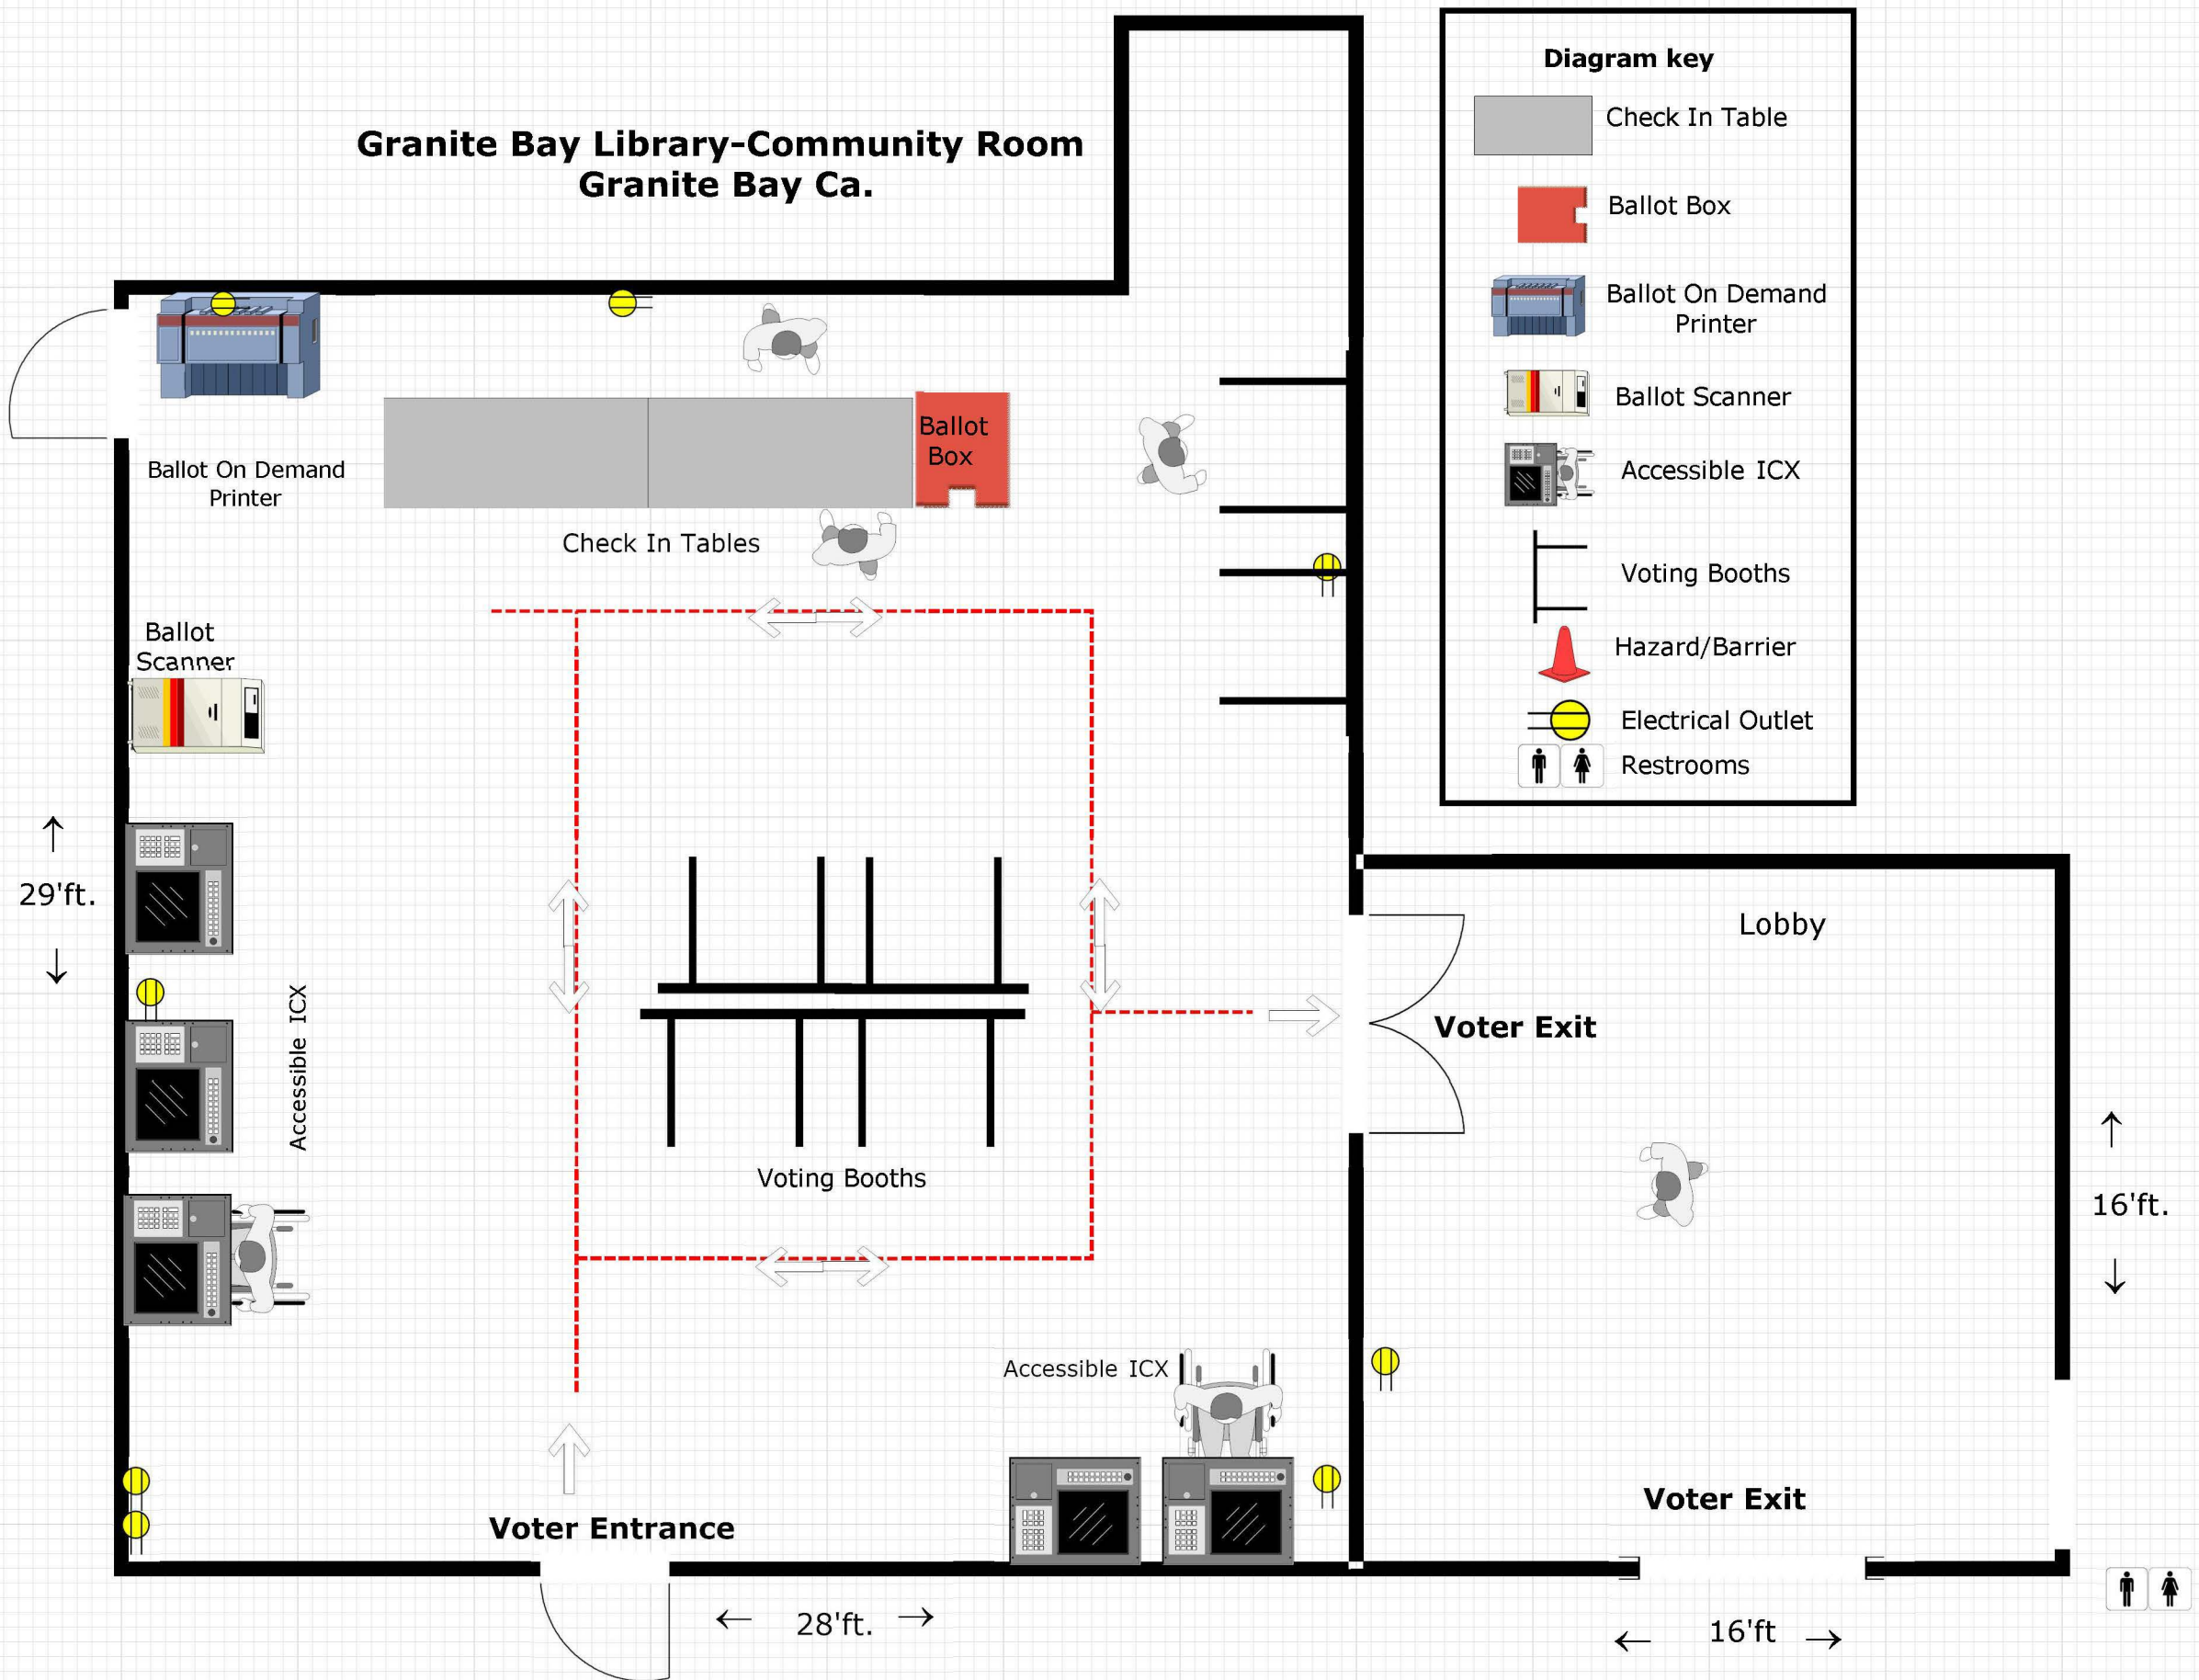 Granite Bay Library-Community Room
Granite Bay Ca.
Diagram key
Check In Table
Ballot Box
Ballot On Demand
Printer
Ballot Scanner
Accessible ICX
Voting Booths
Hazard/Barrier
Electrical Outlet
Restrooms
Ballot
Box
Ballot On Demand
Printer
Check In Tables
Ballot
Scanner
29'ft.
Accessible ICX
Voting Booths
Lobby
Voter Exit
16'ft.
Accessible ICX
Voter Entrance
Voter Exit
28'ft.
16'ft